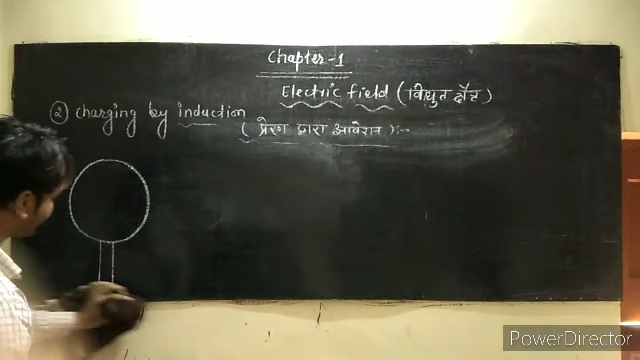 Chapter-1
Electric field (विद्युत क्षेत्र)
② Charging by induction
( प्रेरण द्वारा आवेशन ):-
PowerDirector